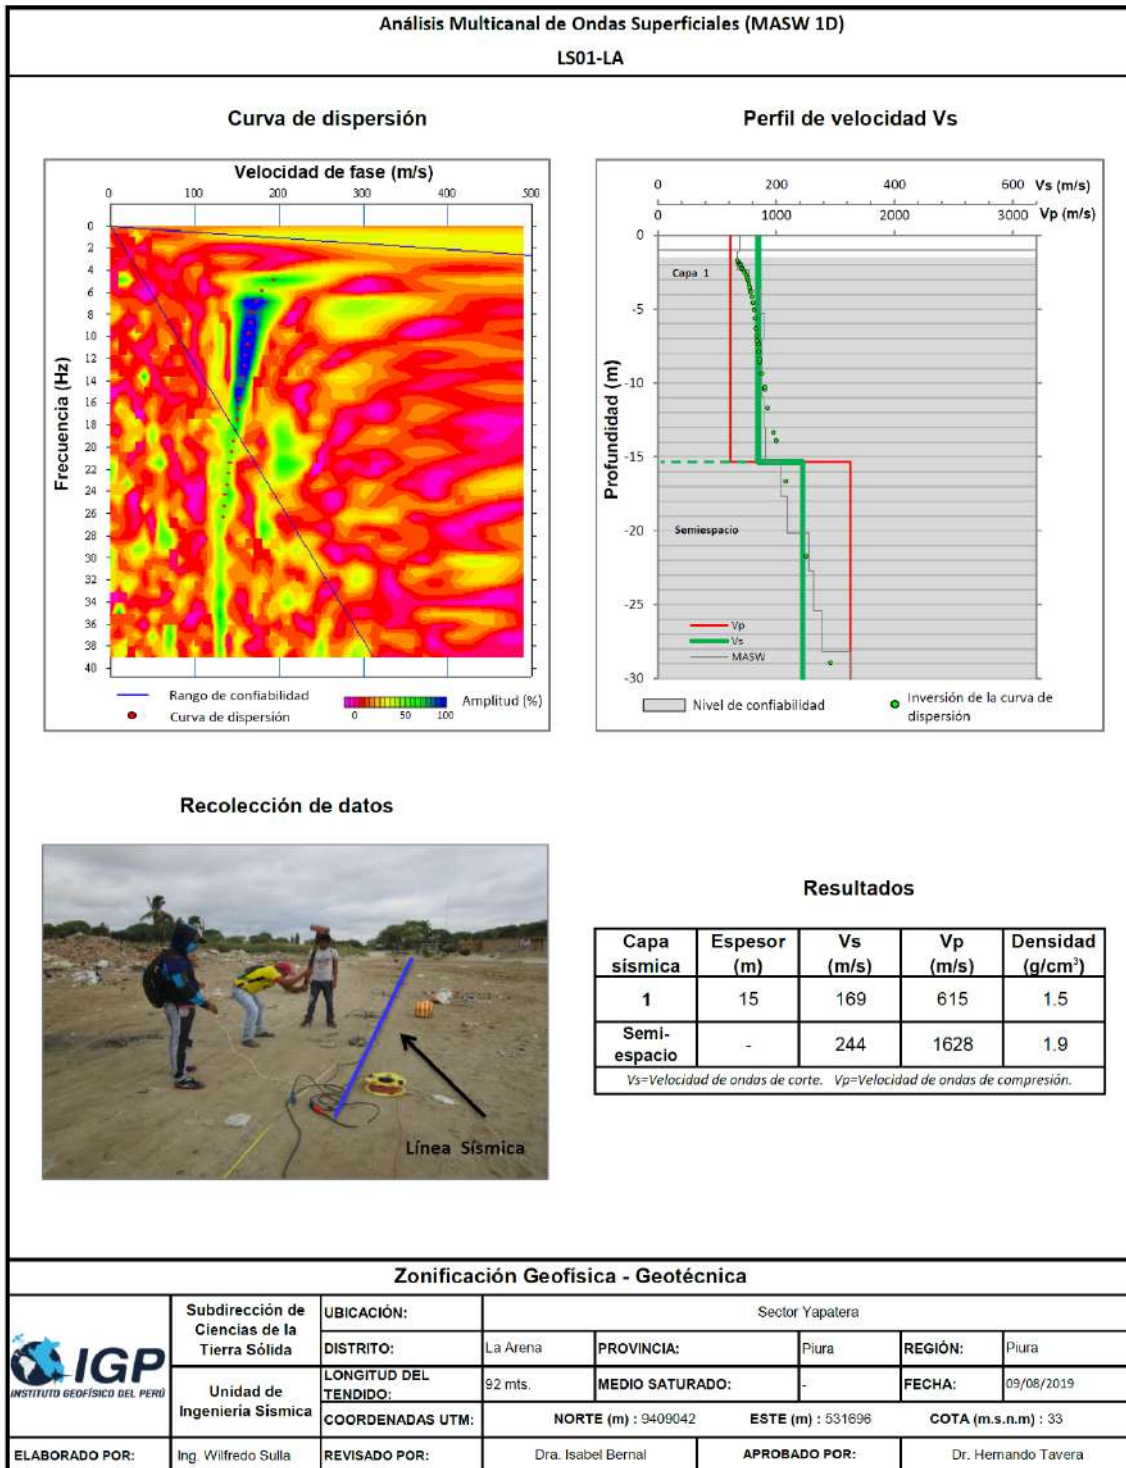 Análisis Multicanal de Ondas Superficiales (MASW 1D)
LS01-LA
Curva de dispersión
Velocidad de fase (m/s)
0 100 200 300 400 500
Frecuencia (Hz)
0
2
4
6
8
10
12
14
16
18
20
22
24
26
28
30
32
34
36
38
40
Rango de confiabilidad
Curva de dispersión
0 50 100
Amplitud (%)
Perfil de velocidad Vs
0 200 400 600 Vs (m/s)
0 1000 2000 3000 Vp (m/s)
Profundidad (m)
0
-5
-10
-15
-20
-25
-30
Capa 1
Semiespacio
Vp
Vs
MASW
Nivel de confiabilidad
Inversión de la curva de
dispersión
Recolección de datos
Línea Sísmica
Resultados
Capa sísmica Espesor (m) Vs (m/s) Vp (m/s) Densidad (g/cm³)
1 15 169 615 1.5
Semi-espacio - 244 1628 1.9
Vs=Velocidad de ondas de corte. Vp=Velocidad de ondas de compresión.
Zonificación Geofísica - Geotécnica
IGP
INSTITUTO GEOFÍSICO DEL PERÚ
Subdirección de
Ciencias de la
Tierra Sólida
Unidad de
Ingeniería Sísmica
UBICACIÓN: Sector Yapatera
DISTRITO: La Arena PROVINCIA: Piura REGIÓN: Piura
LONGITUD DEL TENDIDO: 92 mts. MEDIO SATURADO: - FECHA: 09/08/2019
COORDENADAS UTM: NORTE (m) : 9409042 ESTE (m) : 531696 COTA (m.s.n.m) : 33
ELABORADO POR: Ing. Wilfredo Sulla REVISADO POR: Dra. Isabel Bernal APROBADO POR: Dr. Hernando Tavera